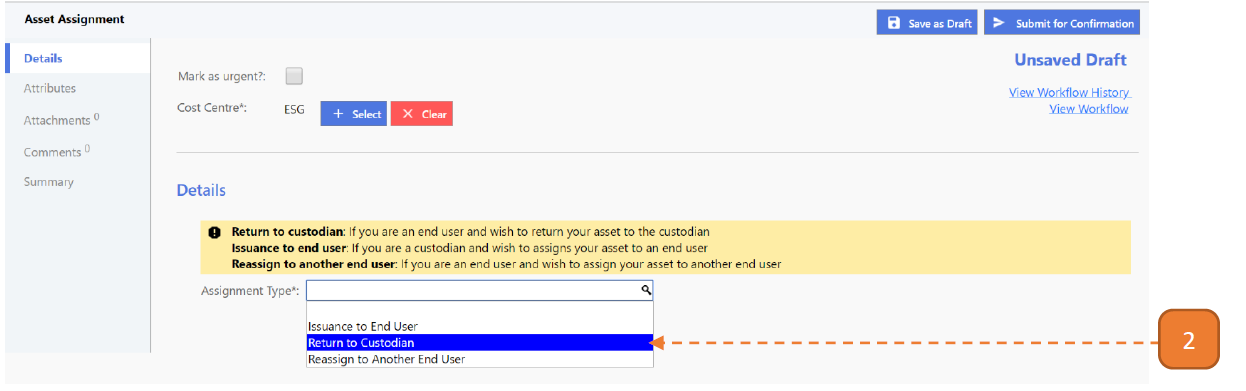 Asset Assignment
Save as Draft
Submit for Confirmation
Details
Attributes
Attachments 0
Comments 0
Summary
Mark as urgent?:
Cost Centre*: ESG + Select × Clear
Unsaved Draft
View Workflow History
View Workflow
Details
Return to custodian: If you are an end user and wish to return your asset to the custodian
Issuance to end user: If you are a custodian and wish to assigns your asset to an end user
Reassign to another end user: If you are an end user and wish to assign your asset to another end user
Assignment Type*:
Issuance to End User
Return to Custodian
Reassign to Another End User
2